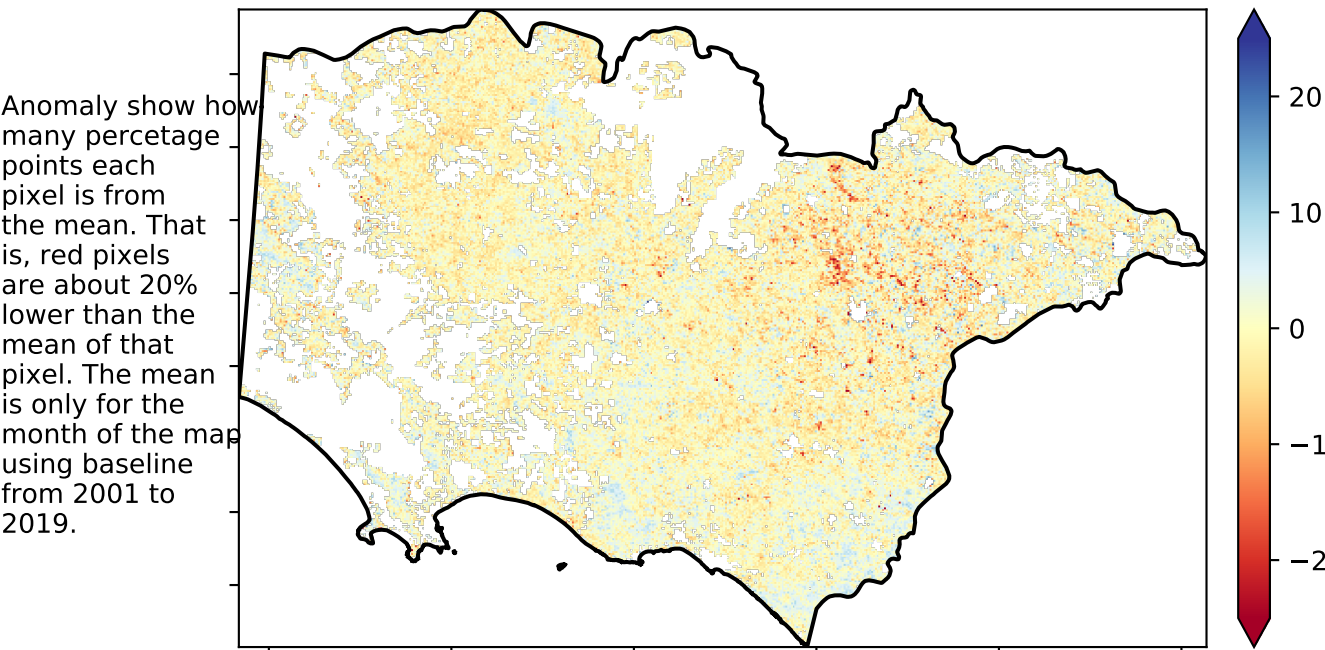 Anomaly show how
many percetage
points each
pixel is from
the mean. That
is, red pixels
are about 20%
lower than the
mean of that
pixel. The mean
is only for the
month of the map
using baseline
from 2001 to
2019.
20
10
0
−1
−2